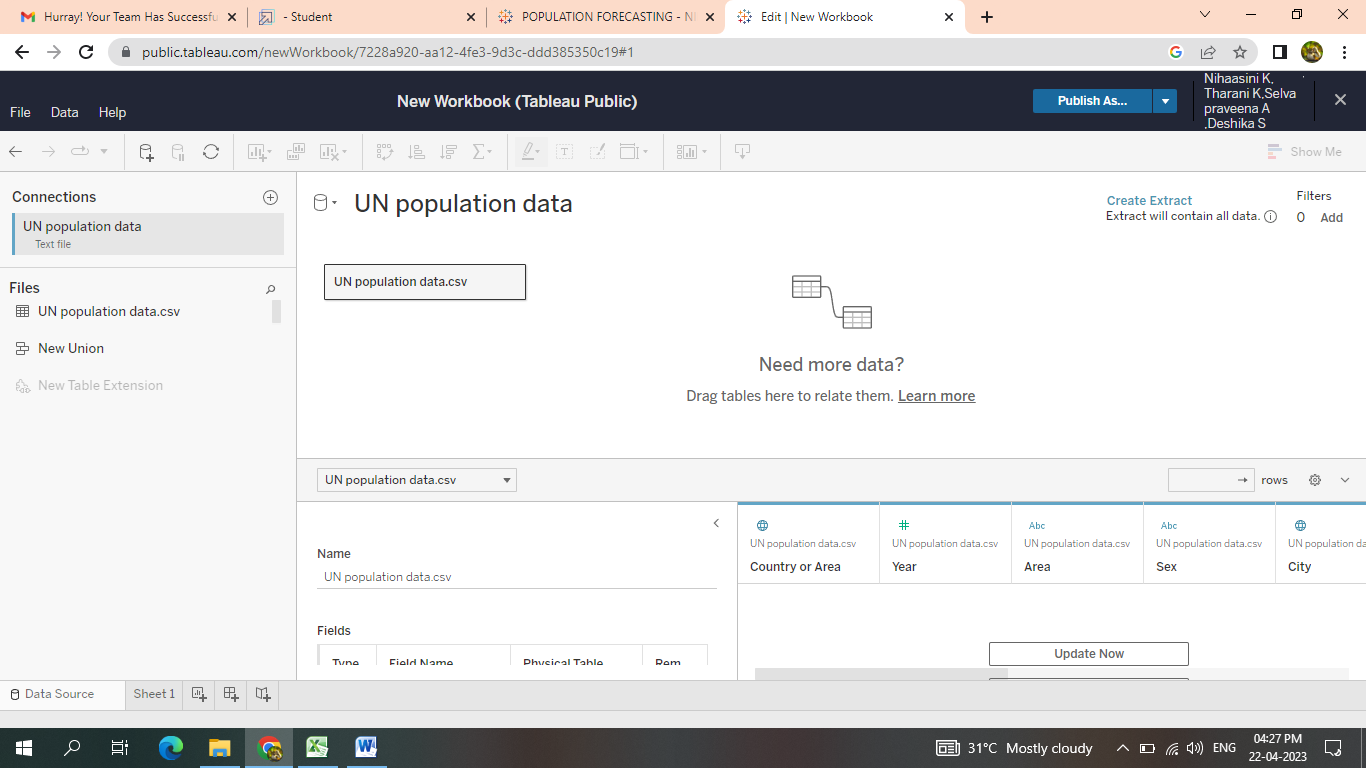 Hurray! Your Team Has Successfu
- Student
POPULATION FORECASTING - NI
Edit | New Workbook
public.tableau.com/newWorkbook/7228a920-aa12-4fe3-9d3c-ddd385350c19#1
File Data Help
New Workbook (Tableau Public)
Publish As...
Nihaasini K,
Tharani K,Selva
praveena A
,Deshika S
Show Me
Connections
UN population data
Text file
Files
UN population data.csv
New Union
New Table Extension
UN population data
Create Extract
Extract will contain all data.
Filters
0 Add
UN population data.csv
Need more data?
Drag tables here to relate them. Learn more
UN population data.csv
rows
Name
UN population data.csv
Fields
Type Field Name Physical Table Rem
Abc Abc
UN population data.csv UN population data.csv UN population data.csv UN population data.csv UN population da
Country or Area Year Area Sex City
Update Now
Data Source Sheet 1
31°C Mostly cloudy
ENG
04:27 PM
22-04-2023